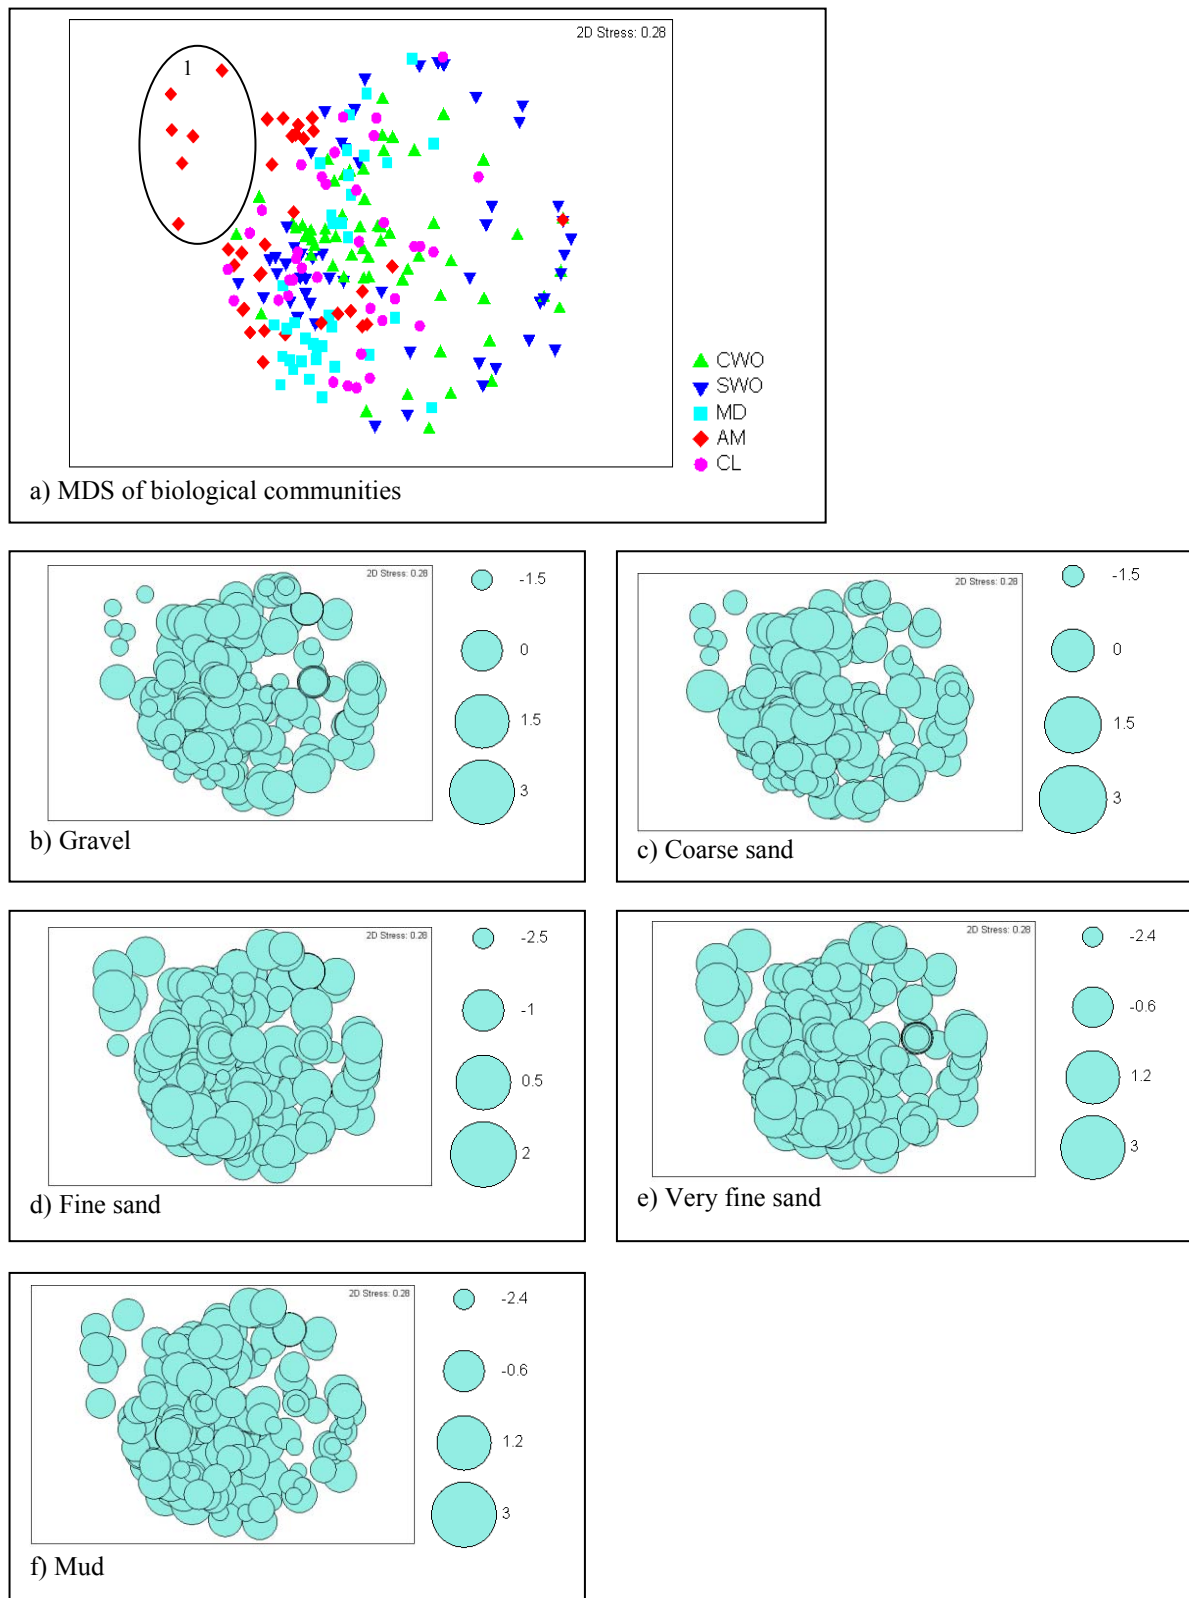 2D Stress: 0.28
1
CWO
SWO
MD
AM
CL
a) MDS of biological communities
2D Stress: 0.28
-1.5
0
1.5
3
b) Gravel
2D Stress: 0.28
-1.5
0
1.5
3
c) Coarse sand
2D Stress: 0.28
-2.5
-1
0.5
2
d) Fine sand
2D Stress: 0.28
-2.4
-0.6
1.2
3
e) Very fine sand
2D Stress: 0.28
-2.4
-0.6
1.2
3
f) Mud